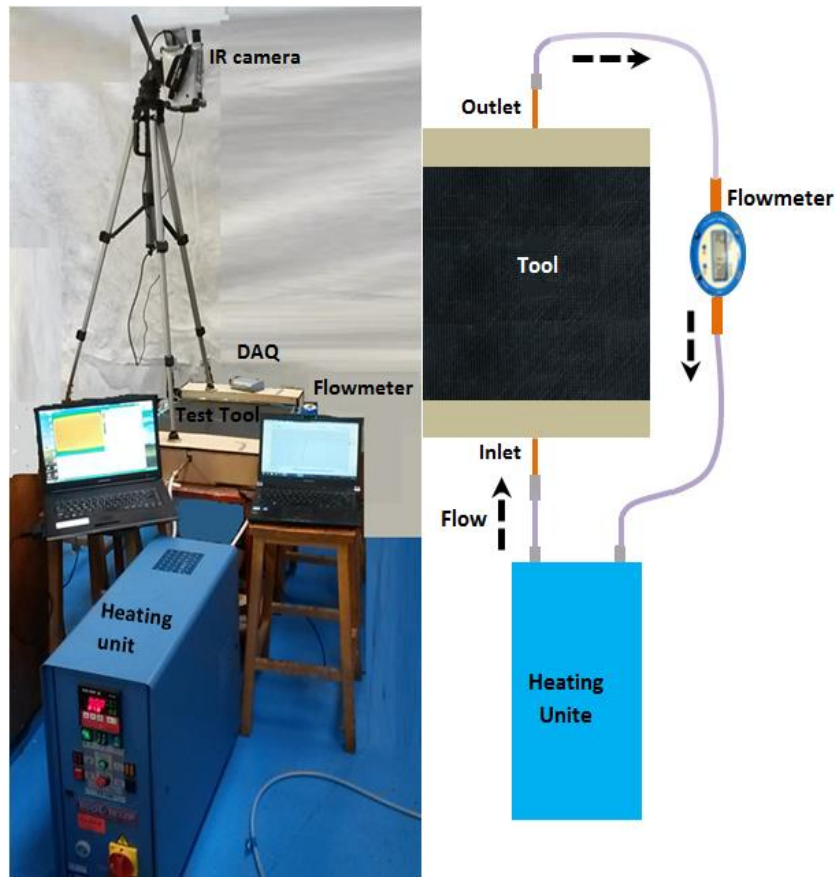 IR camera
DAQ
Flowmeter
Test Tool
Heating
unit
Outlet
Flowmeter
Tool
Inlet
Flow
Heating
Unite